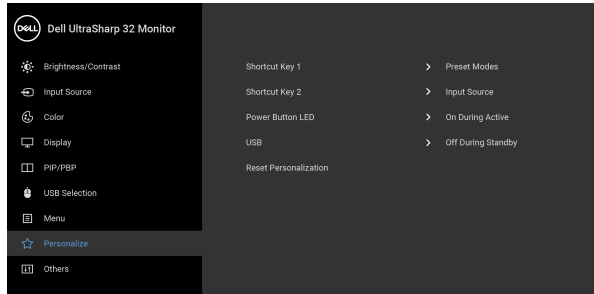 DELL Dell UltraSharp 32 Monitor
Brightness/Contrast
Input Source
Color
Display
PIP/PBP
USB Selection
Menu
Personalize
Others
Shortcut Key 1 Preset Modes
Shortcut Key 2 Input Source
Power Button LED On During Active
USB Off During Standby
Reset Personalization